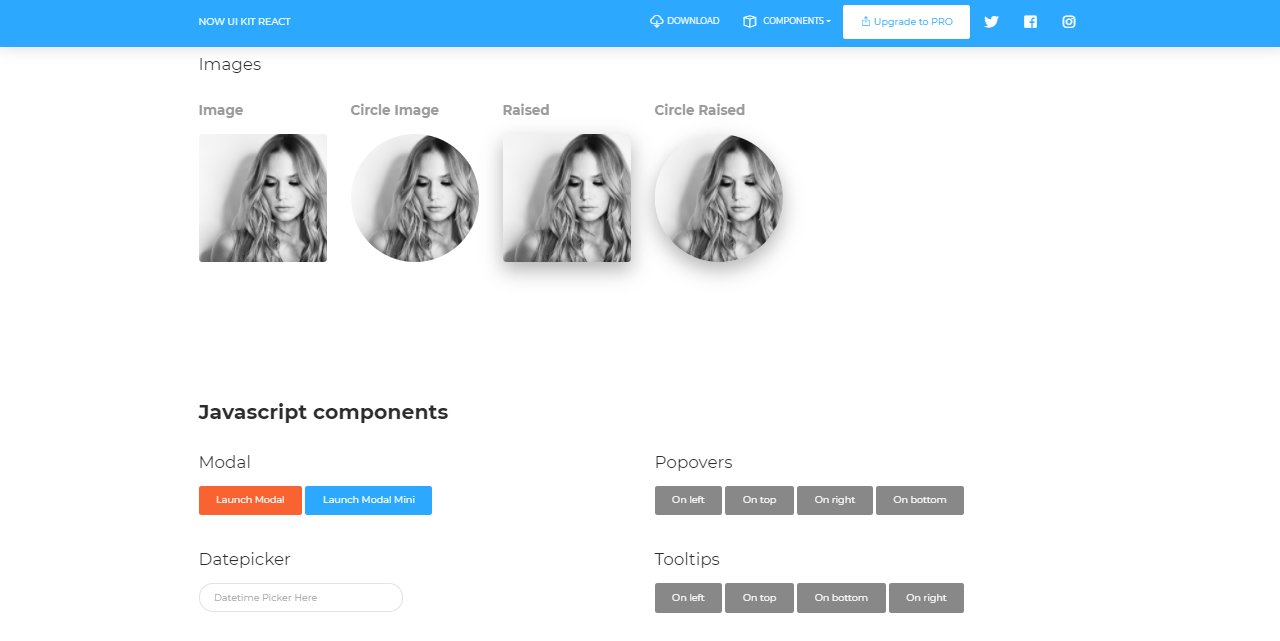 NOW UI KIT REACT
DOWNLOAD
COMPONENTS
Upgrade to PRO
Images
Image
Circle Image
Raised
Circle Raised
Javascript components
Modal
Launch Modal
Launch Modal Mini
Popovers
On left
On top
On right
On bottom
Datepicker
Datetime Picker Here
Tooltips
On left
On top
On bottom
On right